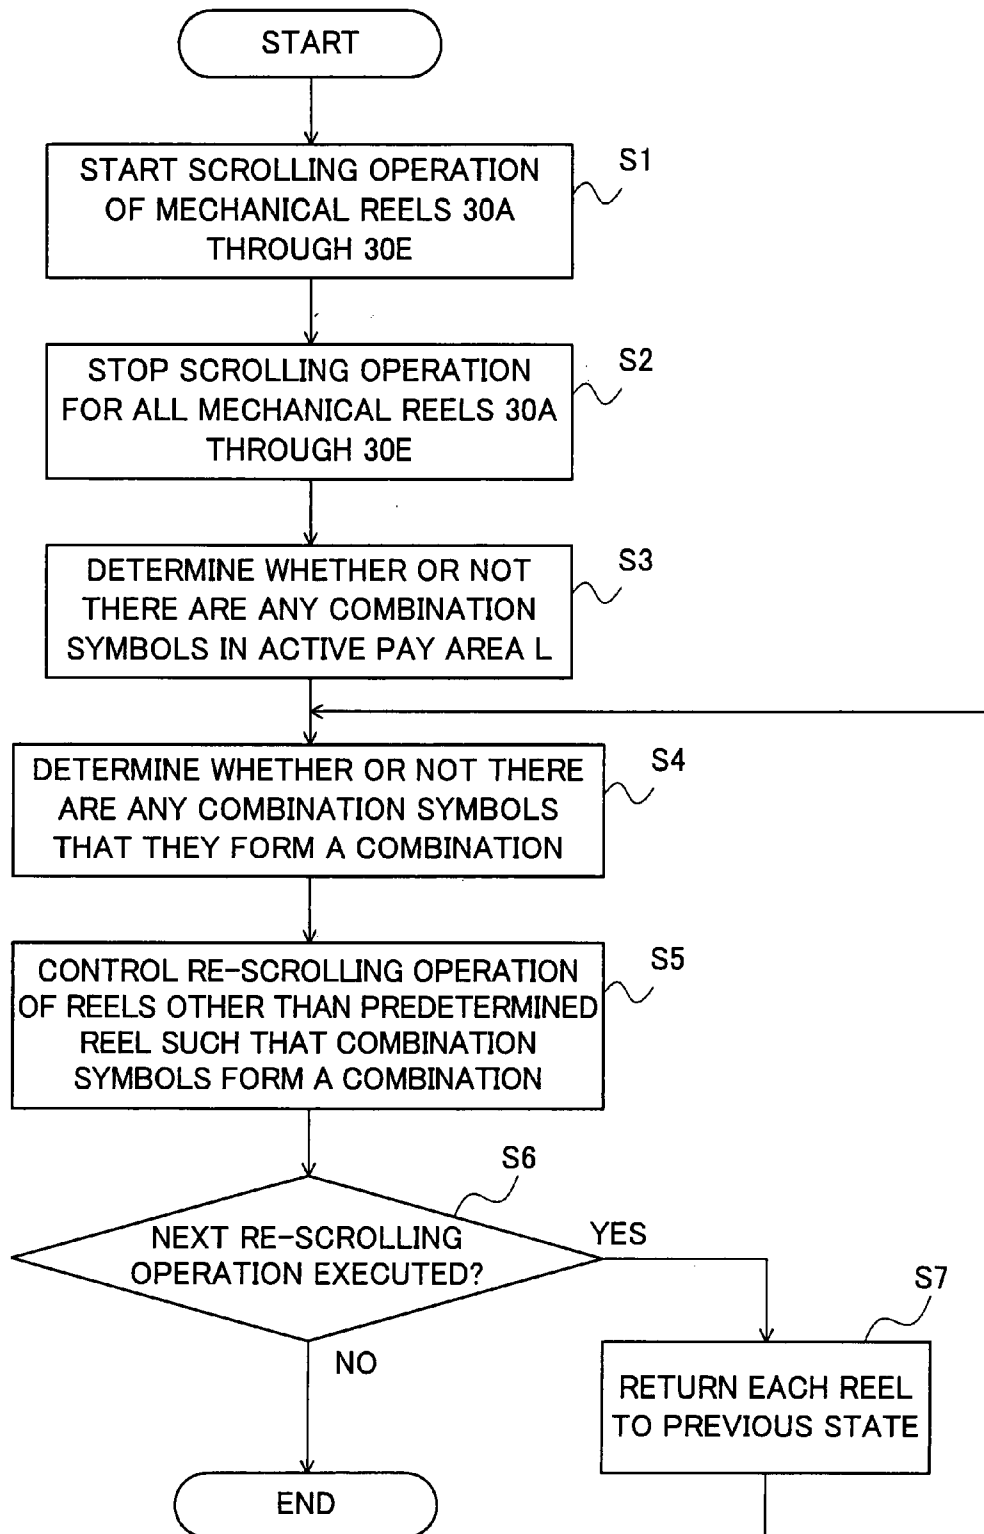 START
S1
START SCROLLING OPERATION
OF MECHANICAL REELS 30A
THROUGH 30E
S2
STOP SCROLLING OPERATION
FOR ALL MECHANICAL REELS 30A
THROUGH 30E
S3
DETERMINE WHETHER OR NOT
THERE ARE ANY COMBINATION
SYMBOLS IN ACTIVE PAY AREA L
S4
DETERMINE WHETHER OR NOT THERE
ARE ANY COMBINATION SYMBOLS
THAT THEY FORM A COMBINATION
S5
CONTROL RE-SCROLLING OPERATION
OF REELS OTHER THAN PREDETERMINED
REEL SUCH THAT COMBINATION
SYMBOLS FORM A COMBINATION
S6
NEXT RE-SCROLLING
OPERATION EXECUTED?
YES
S7
NO
RETURN EACH REEL
TO PREVIOUS STATE
END